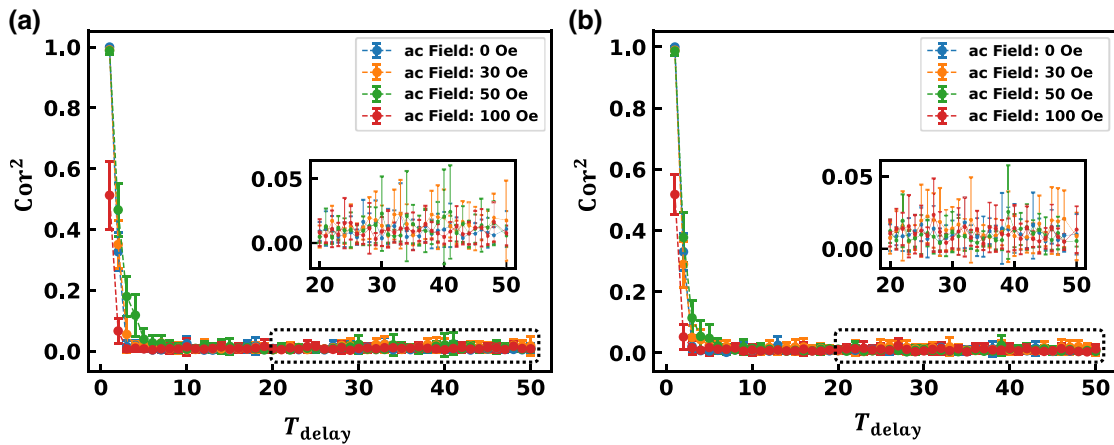 (a)
1.0
0.8
0.6
0.4
0.2
0.0
Cor²
ac Field: 0 Oe
ac Field: 30 Oe
ac Field: 50 Oe
ac Field: 100 Oe
0.05
0.00
20 30 40 50
0 10 20 30 40 50
T_delay
(b)
1.0
0.8
0.6
0.4
0.2
0.0
Cor²
ac Field: 0 Oe
ac Field: 30 Oe
ac Field: 50 Oe
ac Field: 100 Oe
0.05
0.00
20 30 40 50
0 10 20 30 40 50
T_delay